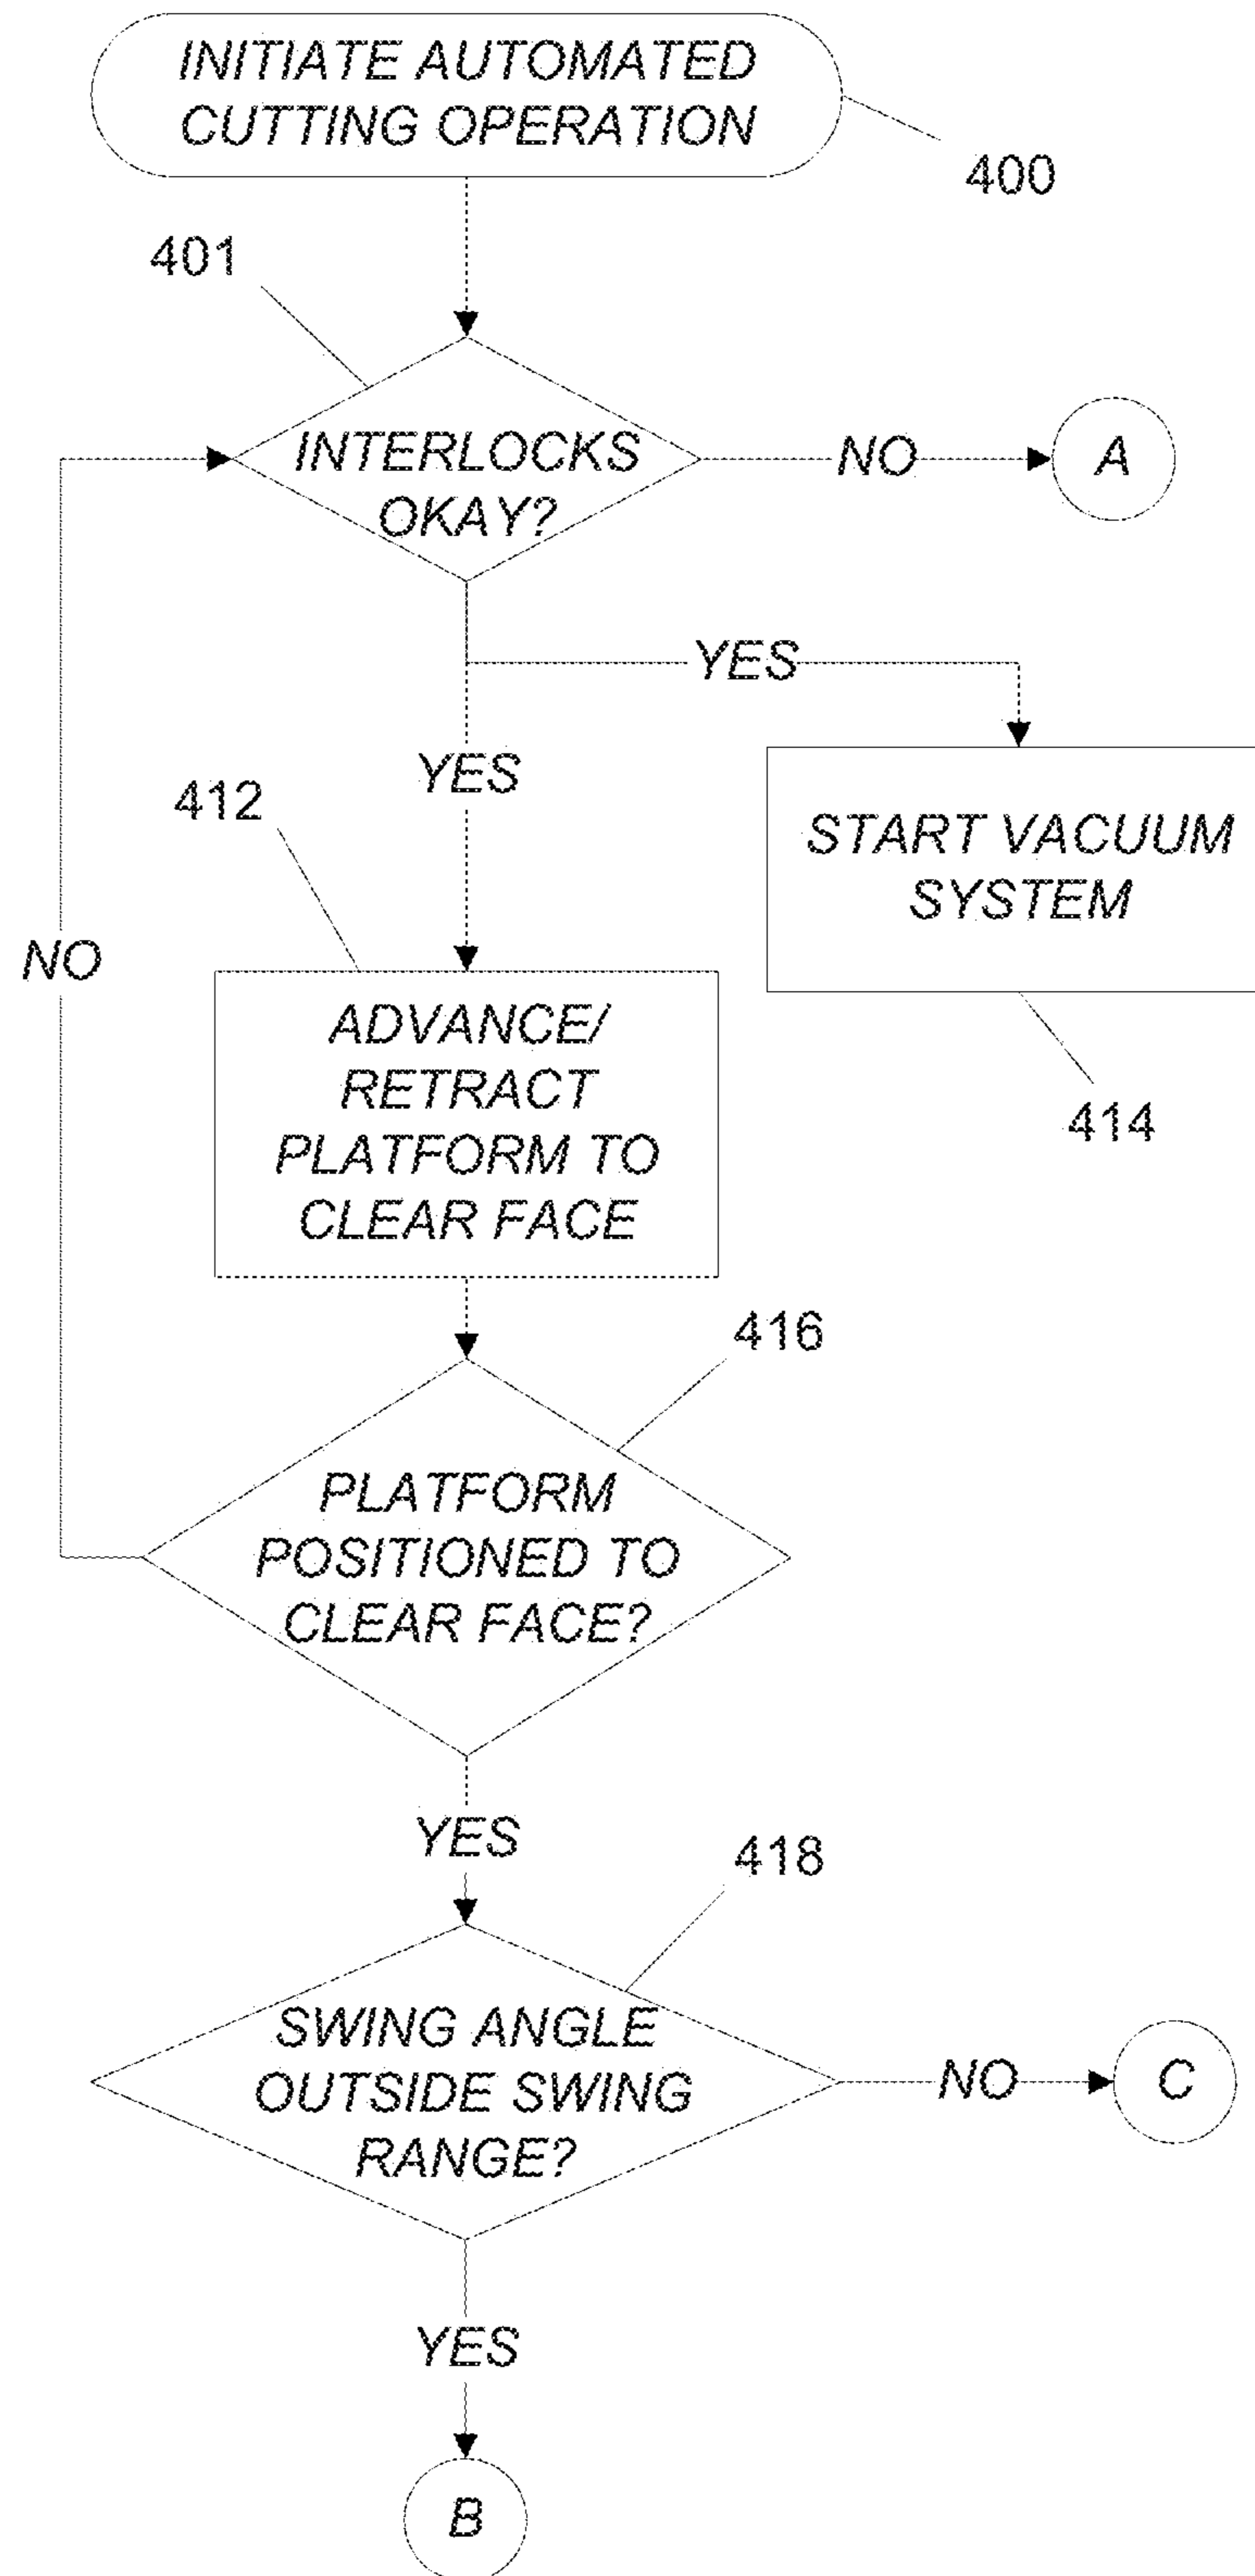 INITIATE AUTOMATED
CUTTING OPERATION
400
401
INTERLOCKS
OKAY?
NO
A
YES
YES
412
START VACUUM
SYSTEM
NO
ADVANCE/
RETRACT
PLATFORM TO
CLEAR FACE
414
416
PLATFORM
POSITIONED TO
CLEAR FACE?
YES
418
SWING ANGLE
OUTSIDE SWING
RANGE?
NO
C
YES
B